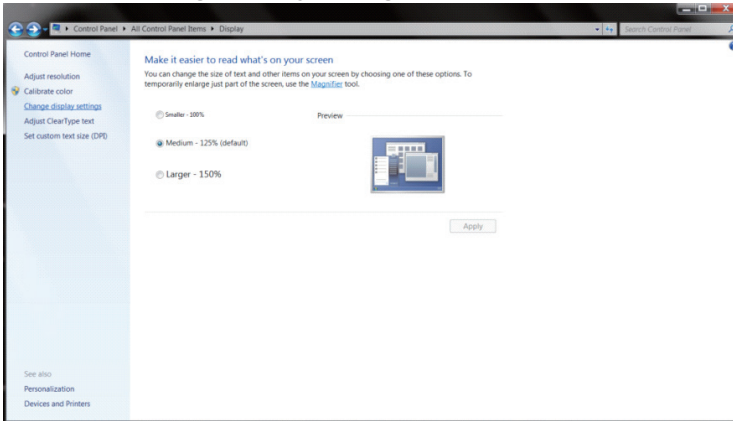 Control Panel ▸ All Control Panel Items ▸ Display
Search Control Panel
Control Panel Home
Adjust resolution
Calibrate color
Change display settings
Adjust ClearType text
Set custom text size (DPI)
Make it easier to read what's on your screen
You can change the size of text and other items on your screen by choosing one of these options. To
temporarily enlarge just part of the screen, use the Magnifier tool.
Smaller - 100%
Preview
Medium - 125% (default)
Larger - 150%
Apply
See also
Personalization
Devices and Printers